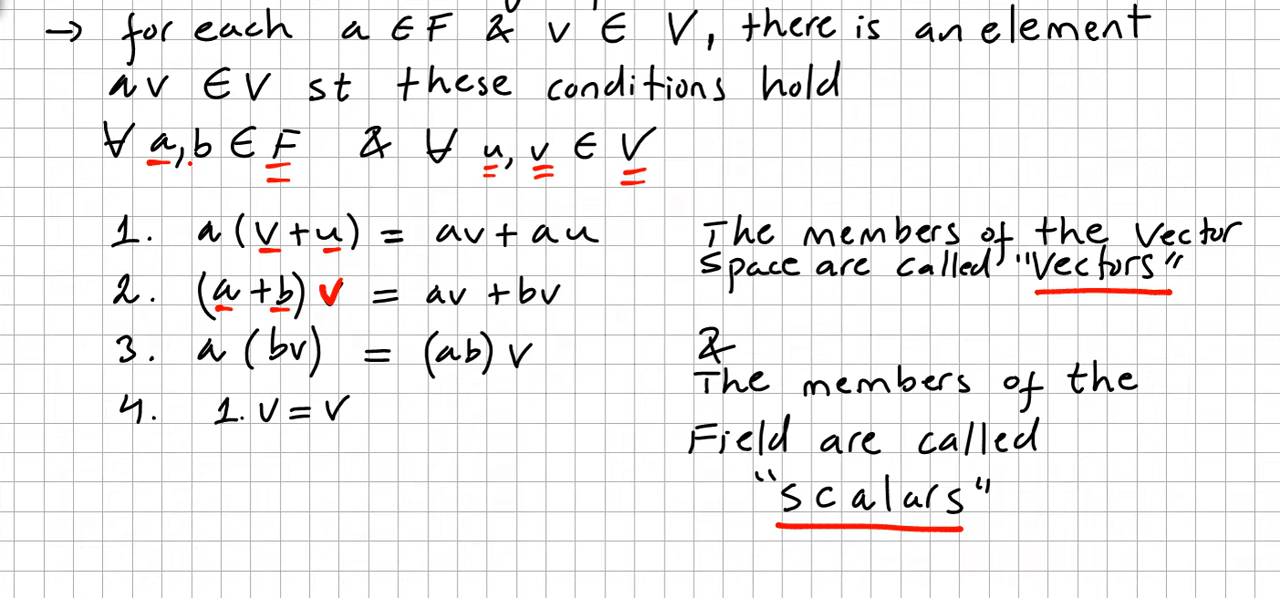 → for each a ∈ F & v ∈ V, there is an element
av ∈ V st these conditions hold
∀ a, b ∈ F & ∀ u, v ∈ V
1. a (v + u) = av + au
2. (a + b) v = av + bv
3. a (bv) = (ab) v
4. 1. v = v
The members of the Vector
Space are called "Vectors"
&
The members of the
Field are called
"scalars"